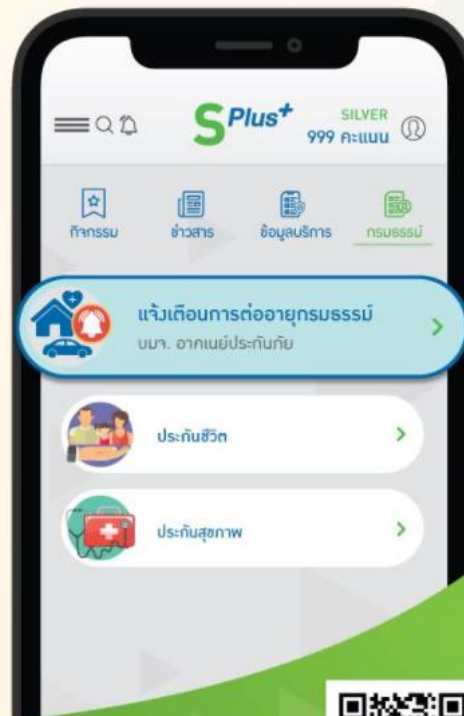 S Plus+
SILVER
999 คะแนน
กิจกรรม
ข่าวสาร
ข้อมูลบริการ
กรมธรรม์
แจ้งเตือนการต่ออายุกรมธรรม์
บมจ. อาคเนย์ประกันภัย
ประกันชีวิต
ประกันสุขภาพ